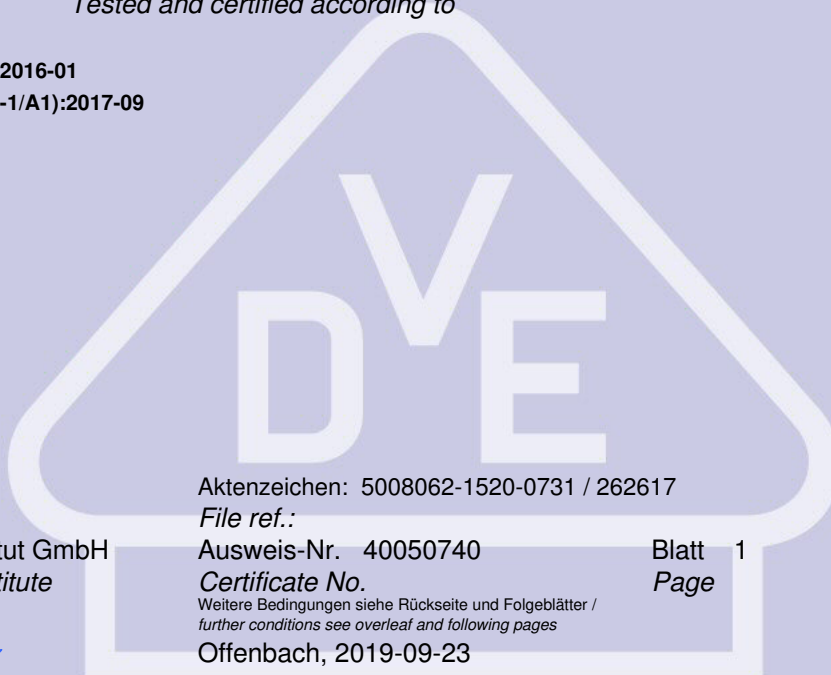 Tested and certified according to
2016-01
-1/A1):2017-09
VDE
Aktenzeichen: 5008062-1520-0731 / 262617
File ref.:
tut GmbH Ausweis-Nr. 40050740 Blatt 1
titute Certificate No. Page
Weitere Bedingungen siehe Rückseite und Folgeblätter /
further conditions see overleaf and following pages
Offenbach, 2019-09-23